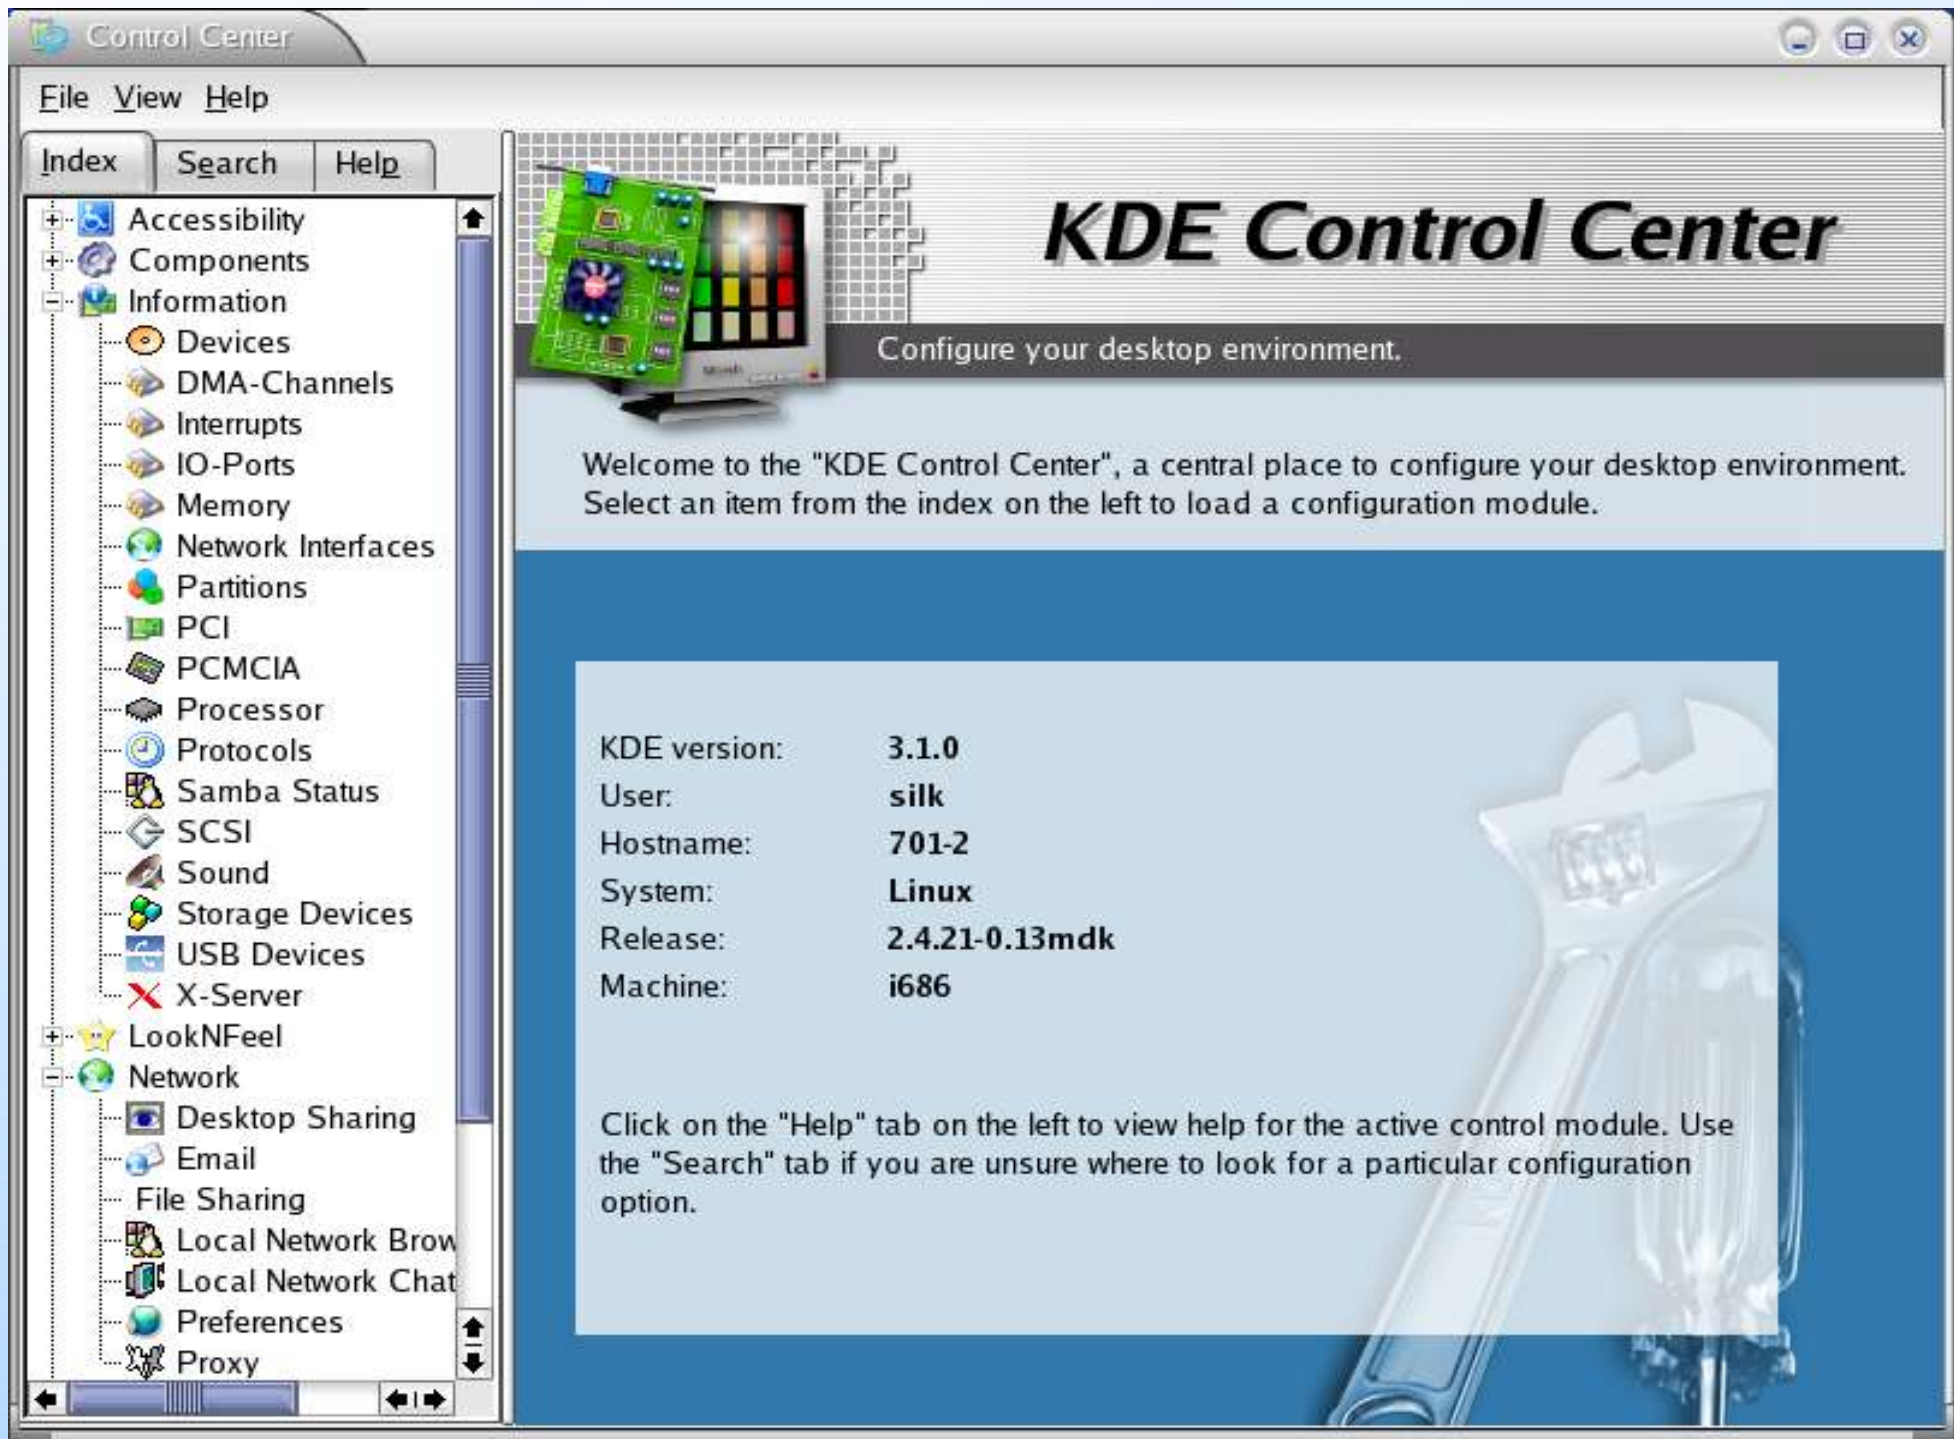 Control Center
File View Help
Index Search Help
Accessibility
Components
Information
Devices
DMA-Channels
Interrupts
IO-Ports
Memory
Network Interfaces
Partitions
PCI
PCMCIA
Processor
Protocols
Samba Status
SCSI
Sound
Storage Devices
USB Devices
X-Server
LookNFeel
Network
Desktop Sharing
Email
File Sharing
Local Network Brow
Local Network Chat
Preferences
Proxy
KDE Control Center
Configure your desktop environment.
Welcome to the "KDE Control Center", a central place to configure your desktop environment.
Select an item from the index on the left to load a configuration module.
KDE version: 3.1.0
User: silk
Hostname: 701-2
System: Linux
Release: 2.4.21-0.13mdk
Machine: i686
Click on the "Help" tab on the left to view help for the active control module. Use
the "Search" tab if you are unsure where to look for a particular configuration
option.